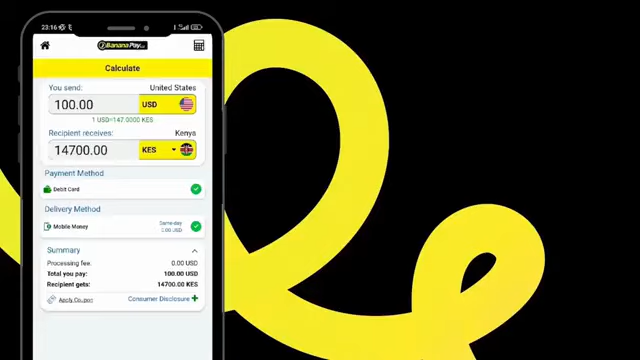 23:16
BananaPay
Calculate
You send: United States
100.00 USD
1 USD=147.0000 KES
Recipient receives: Kenya
14700.00 KES
Payment Method
Debit Card
Delivery Method
Mobile Money Same day
0.00 USD
Summary
Processing fee. 0.00 USD
Total you pay: 100.00 USD
Recipient gets: 14700.00 KES
Apply Coupon Consumer Disclosure +